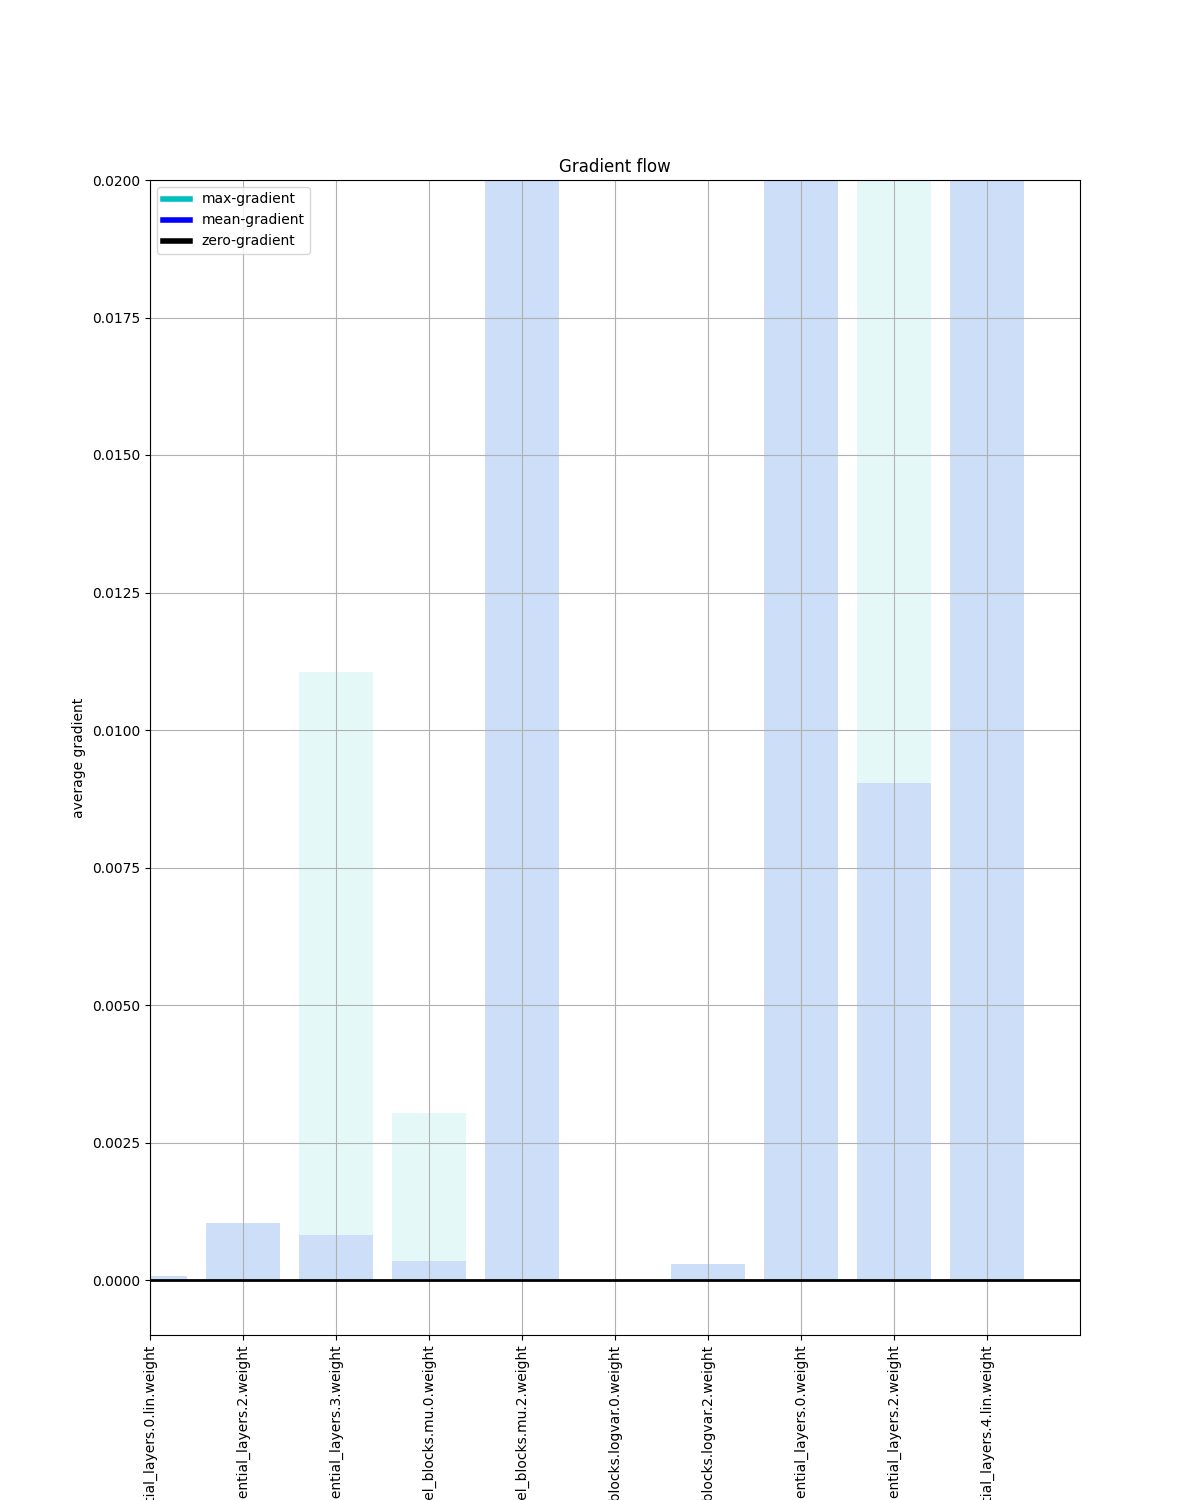 Gradient flow
max-gradient
mean-gradient
zero-gradient
0.0200
0.0175
0.0150
0.0125
0.0100
0.0075
0.0050
0.0025
0.0000
average gradient
tial_layers.0.lin.weight
ential_layers.2.weight
ential_layers.3.weight
el_blocks.mu.0.weight
el_blocks.mu.2.weight
blocks.logvar.0.weight
blocks.logvar.2.weight
ential_layers.0.weight
ential_layers.2.weight
tial_layers.4.lin.weight